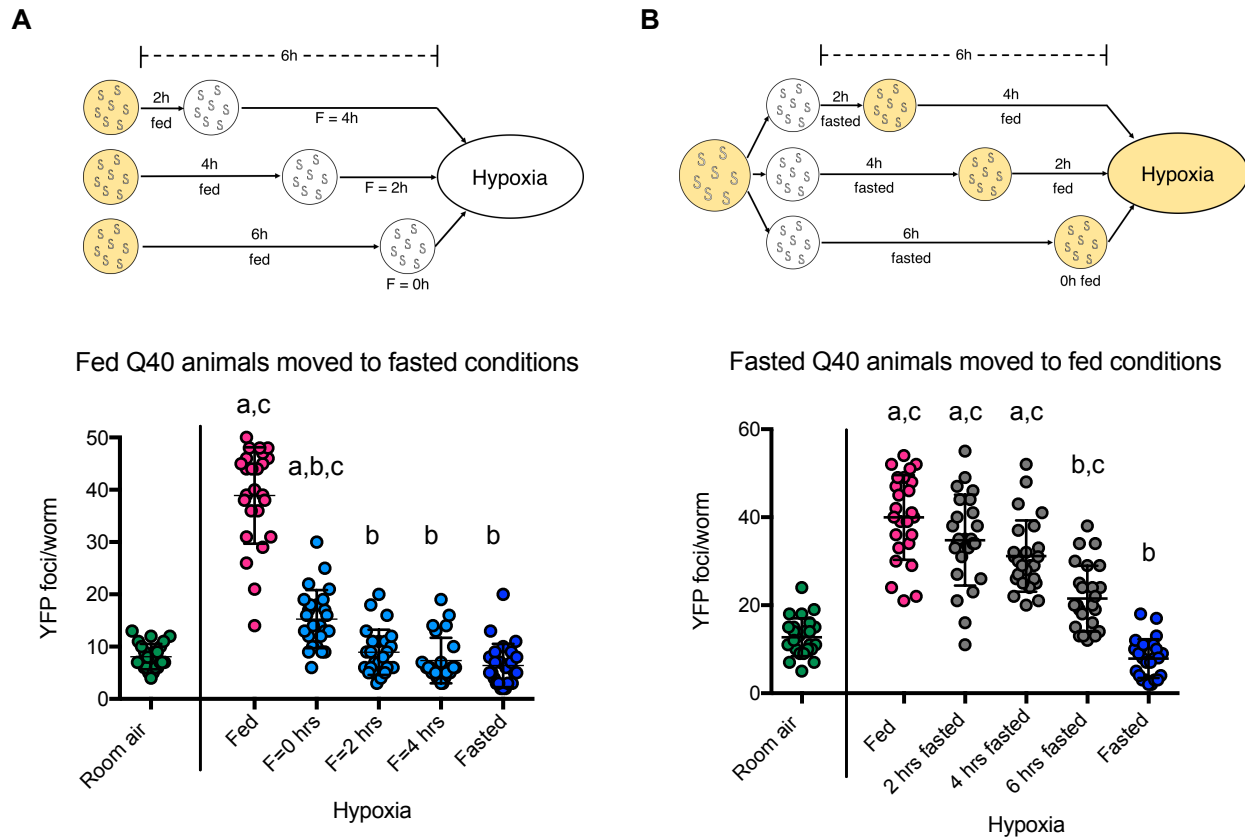 A
6h
2h
fed
F = 4h
4h
fed
F = 2h
6h
fed
F = 0h
Hypoxia
Fed Q40 animals moved to fasted conditions
YFP foci/worm
50
40
30
20
10
0
a,c
a,b,c
b
b
b
Room air
Fed
F=0 hrs
F=2 hrs
F=4 hrs
Fasted
Hypoxia
B
6h
2h
fasted
4h
fed
4h
fasted
2h
fed
6h
fasted
0h fed
Hypoxia
Fasted Q40 animals moved to fed conditions
YFP foci/worm
60
40
20
0
a,c
a,c
a,c
b,c
b
Room air
Fed
2 hrs fasted
4 hrs fasted
6 hrs fasted
Fasted
Hypoxia